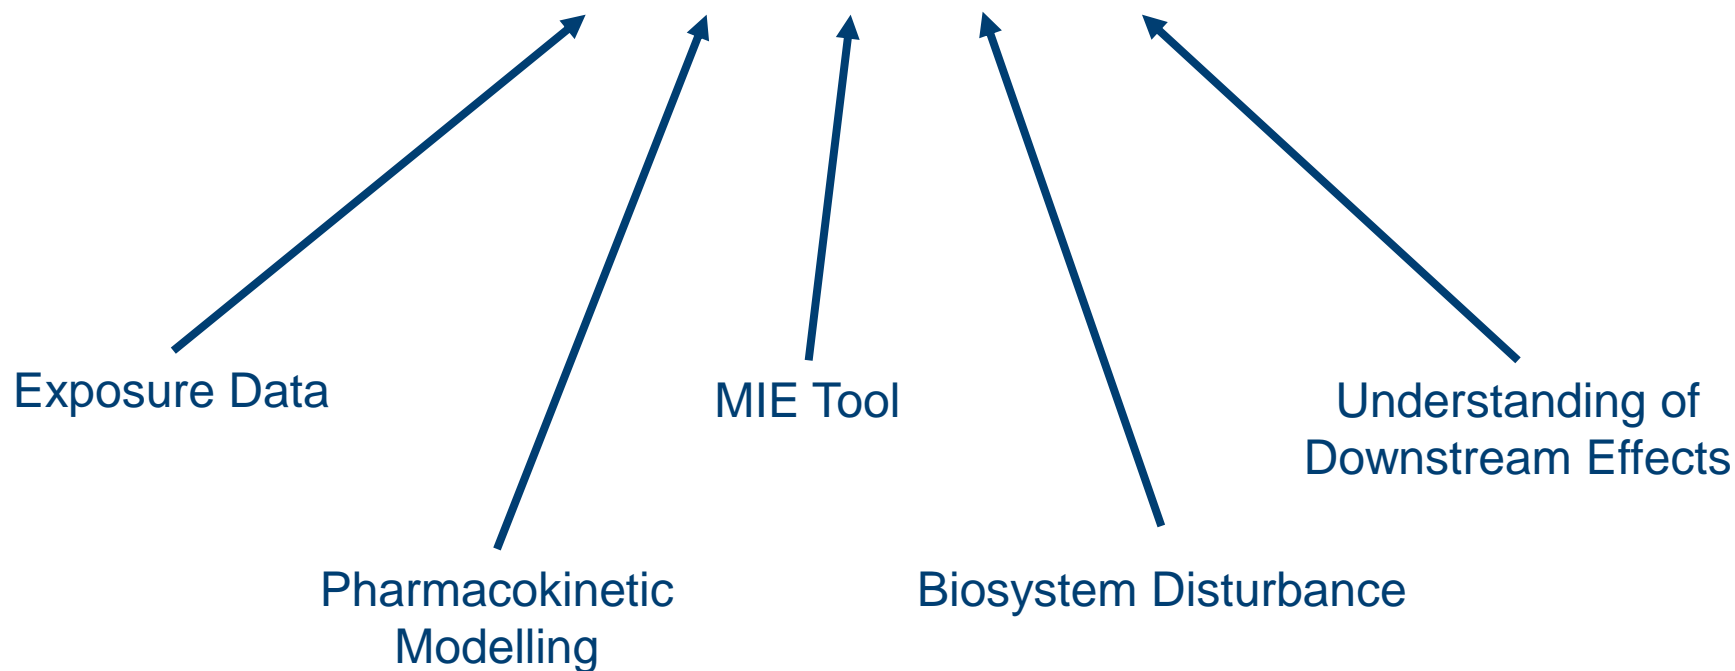 Exposure Data
MIE Tool
Understanding of
Downstream Effects
Pharmacokinetic
Modelling
Biosystem Disturbance